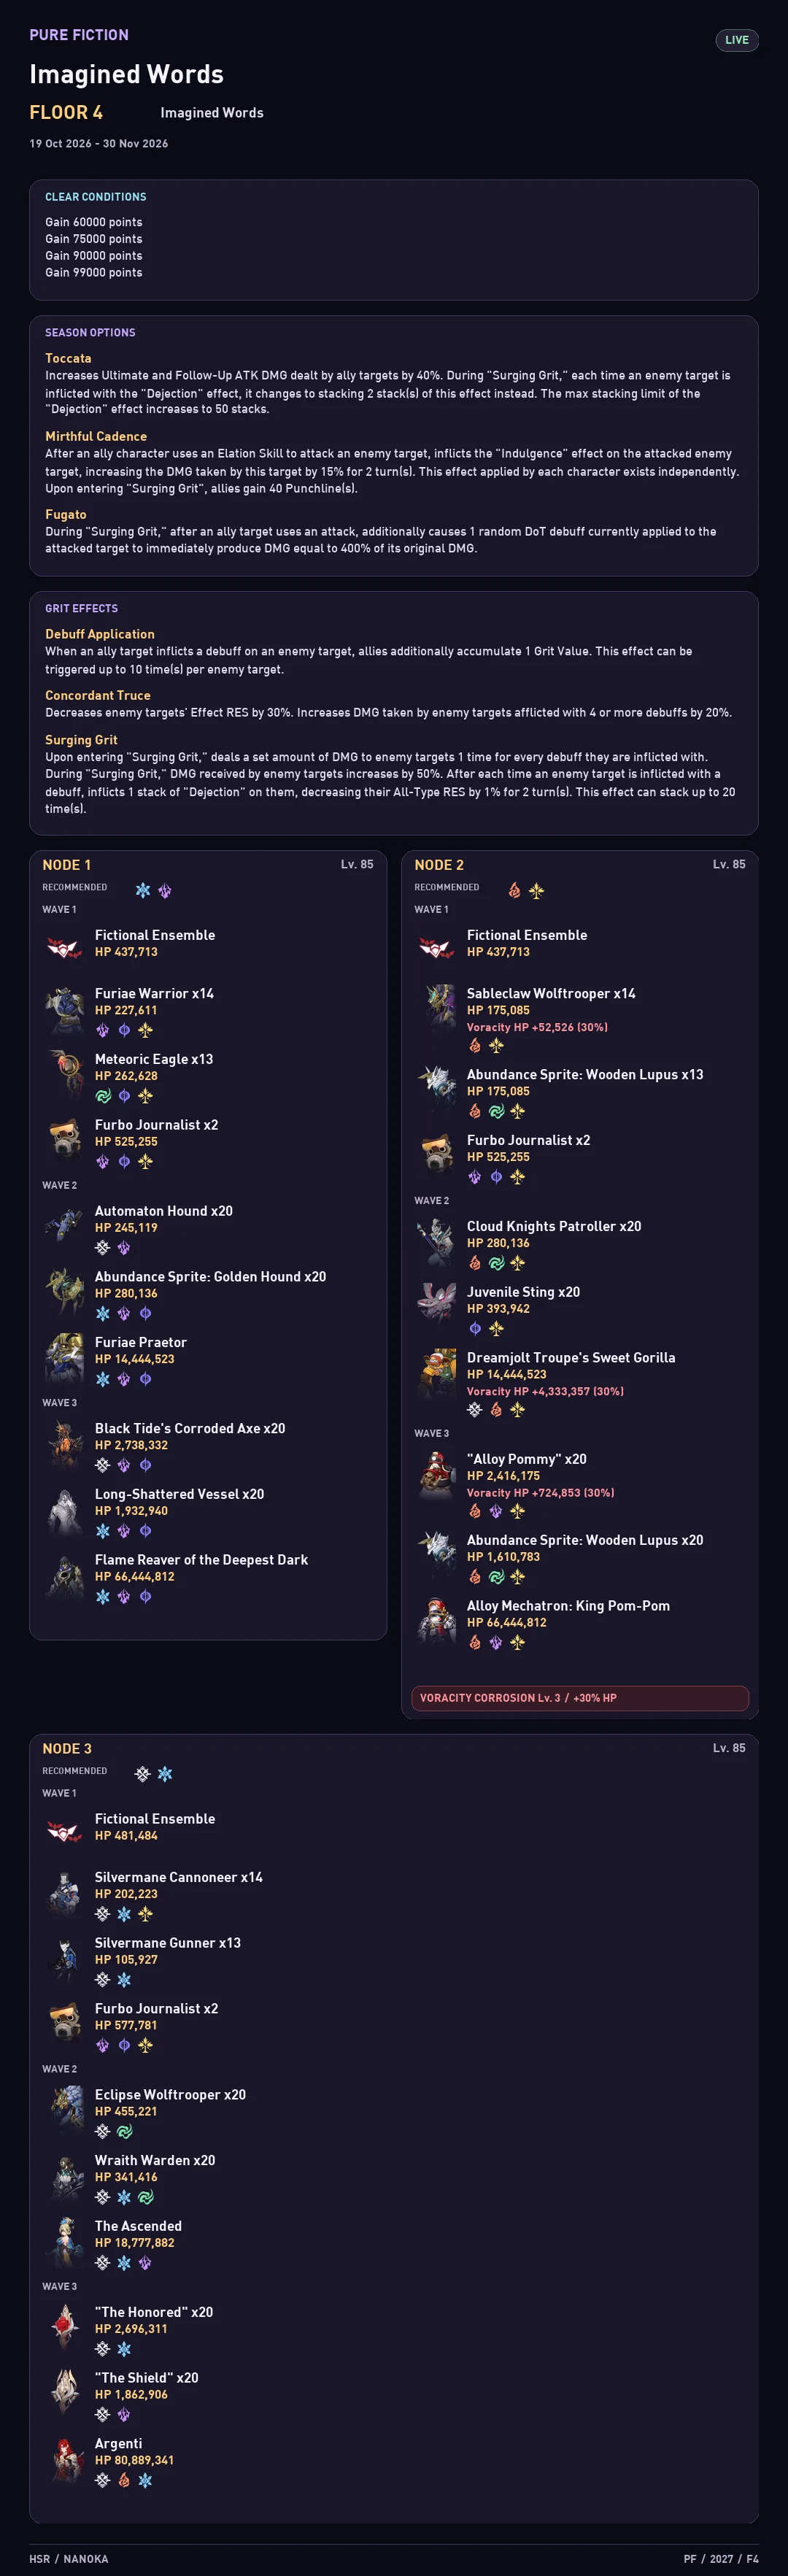 PURE FICTION
LIVE
Imagined Words
FLOOR 4 Imagined Words
19 Oct 2026 - 30 Nov 2026
CLEAR CONDITIONS
Gain 60000 points
Gain 75000 points
Gain 90000 points
Gain 99000 points
SEASON OPTIONS
Toccata
Increases Ultimate and Follow-Up ATK DMG dealt by ally targets by 40%. During "Surging Grit," each time an enemy target is
inflicted with the "Dejection" effect, it changes to stacking 2 stack(s) of this effect instead. The max stacking limit of the
"Dejection" effect increases to 50 stacks.
Mirthful Cadence
After an ally character uses an Elation Skill to attack an enemy target, inflicts the "Indulgence" effect on the attacked enemy
target, increasing the DMG taken by this target by 15% for 2 turn(s). This effect applied by each character exists independently.
Upon entering "Surging Grit", allies gain 40 Punchline(s).
Fugato
During "Surging Grit," after an ally target uses an attack, additionally causes 1 random DoT debuff currently applied to the
attacked target to immediately produce DMG equal to 400% of its original DMG.
GRIT EFFECTS
Debuff Application
When an ally target inflicts a debuff on an enemy target, allies additionally accumulate 1 Grit Value. This effect can be
triggered up to 10 time(s) per enemy target.
Concordant Truce
Decreases enemy targets' Effect RES by 30%. Increases DMG taken by enemy targets afflicted with 4 or more debuffs by 20%.
Surging Grit
Upon entering "Surging Grit," deals a set amount of DMG to enemy targets 1 time for every debuff they are inflicted with.
During "Surging Grit," DMG received by enemy targets increases by 50%. After each time an enemy target is inflicted with a
debuff, inflicts 1 stack of "Dejection" on them, decreasing their All-Type RES by 1% for 2 turn(s). This effect can stack up to 20
time(s).
NODE 1 Lv. 85
RECOMMENDED
WAVE 1
Fictional Ensemble
HP 437,713
Furiae Warrior x14
HP 227,611
Meteoric Eagle x13
HP 262,628
Furbo Journalist x2
HP 525,255
WAVE 2
Automaton Hound x20
HP 245,119
Abundance Sprite: Golden Hound x20
HP 280,136
Furiae Praetor
HP 14,444,523
WAVE 3
Black Tide's Corroded Axe x20
HP 2,738,332
Long-Shattered Vessel x20
HP 1,932,940
Flame Reaver of the Deepest Dark
HP 66,444,812
NODE 2 Lv. 85
RECOMMENDED
WAVE 1
Fictional Ensemble
HP 437,713
Sableclaw Wolftrooper x14
HP 175,085
Voracity HP +52,526 (30%)
Abundance Sprite: Wooden Lupus x13
HP 175,085
Furbo Journalist x2
HP 525,255
WAVE 2
Cloud Knights Patroller x20
HP 280,136
Juvenile Sting x20
HP 393,942
Dreamjolt Troupe's Sweet Gorilla
HP 14,444,523
Voracity HP +4,333,357 (30%)
WAVE 3
"Alloy Pommy" x20
HP 2,416,175
Voracity HP +724,853 (30%)
Abundance Sprite: Wooden Lupus x20
HP 1,610,783
Alloy Mechatron: King Pom-Pom
HP 66,444,812
VORACITY CORROSION Lv. 3 / +30% HP
NODE 3 Lv. 85
RECOMMENDED
WAVE 1
Fictional Ensemble
HP 481,484
Silvermane Cannoneer x14
HP 202,223
Silvermane Gunner x13
HP 105,927
Furbo Journalist x2
HP 577,781
WAVE 2
Eclipse Wolftrooper x20
HP 455,221
Wraith Warden x20
HP 341,416
The Ascended
HP 18,777,882
WAVE 3
"The Honored" x20
HP 2,696,311
"The Shield" x20
HP 1,862,906
Argenti
HP 80,889,341
HSR / NANOKA PF / 2027 / F4